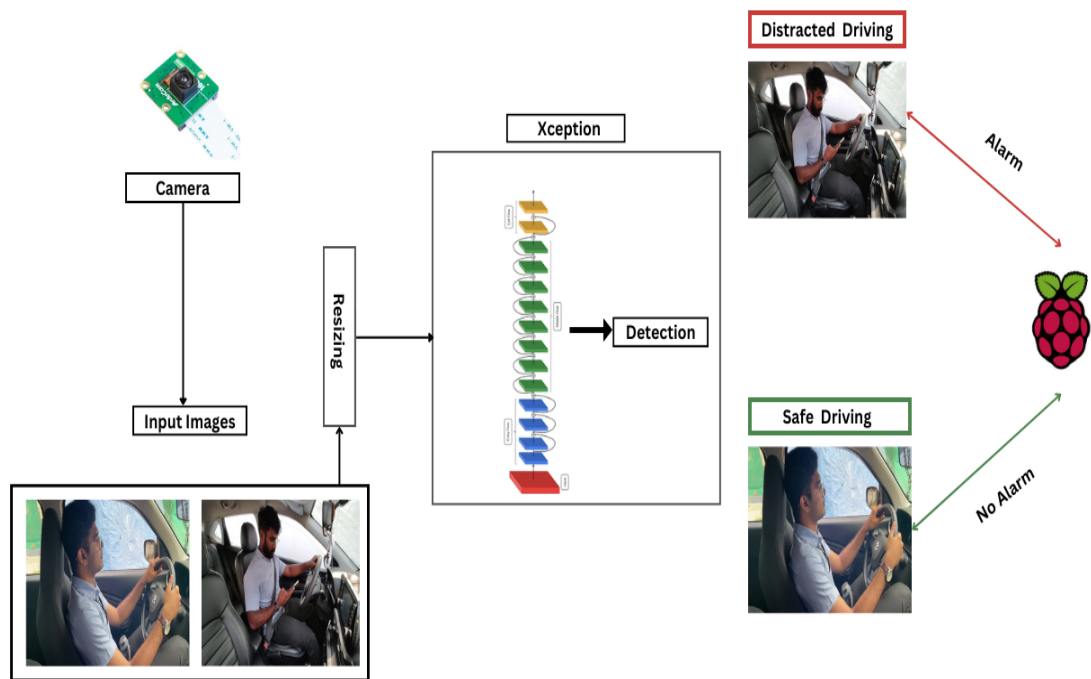 Distracted Driving
Xception
Alarm
Camera
Resizing
Detection
Input Images
Safe Driving
No Alarm